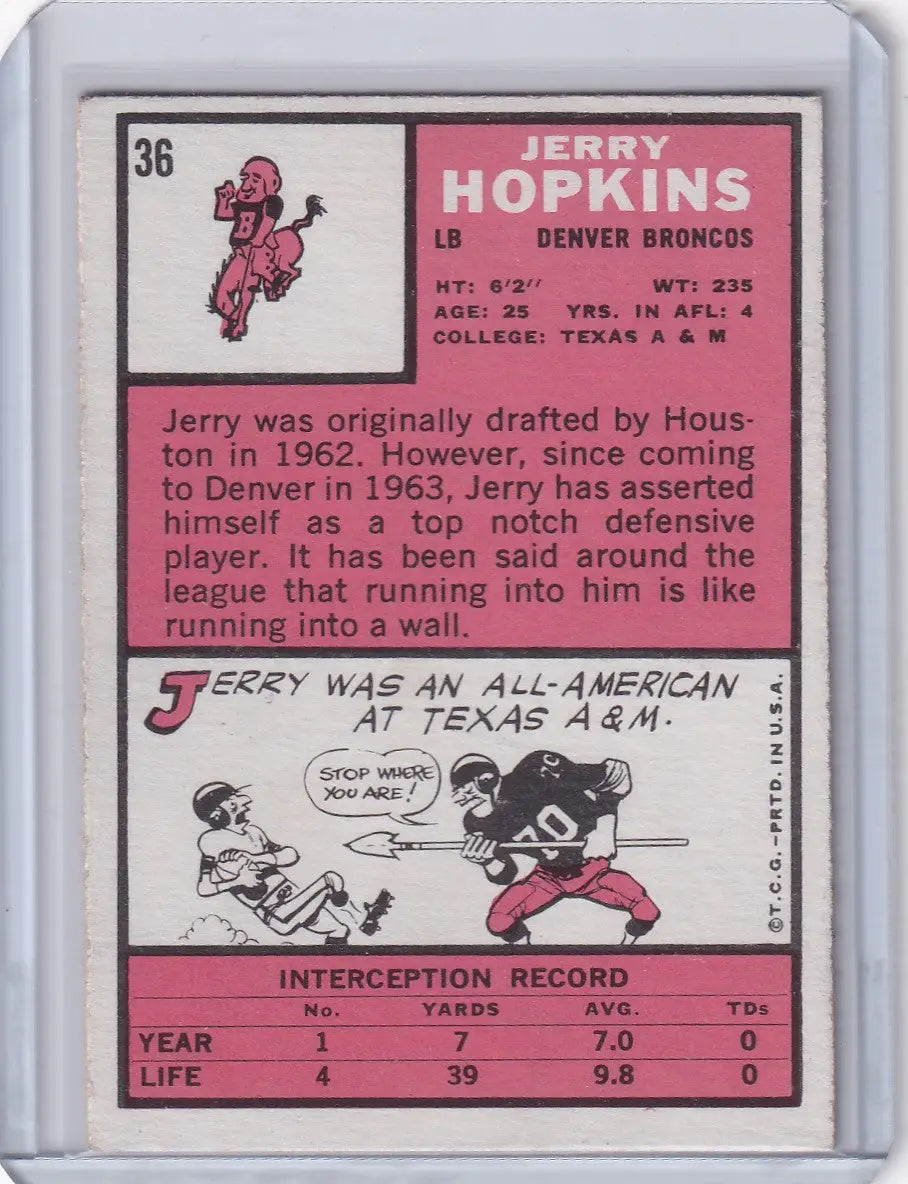 36
JERRY
HOPKINS
LB DENVER BRONCOS
HT: 6'2" WT: 235
AGE: 25 YRS. IN AFL: 4
COLLEGE: TEXAS A & M
B
Jerry was originally drafted by Hous-
ton in 1962. However, since coming
to Denver in 1963, Jerry has asserted
himself as a top notch defensive
player. It has been said around the
league that running into him is like
running into a wall.
JERRY WAS AN ALL-AMERICAN
AT TEXAS A & M.
STOP WHERE
YOU ARE!
70
©T.C.G.–PRTD. IN U.S.A.
INTERCEPTION RECORD
No. YARDS AVG. TDs
YEAR 1 7 7.0 0
LIFE 4 39 9.8 0